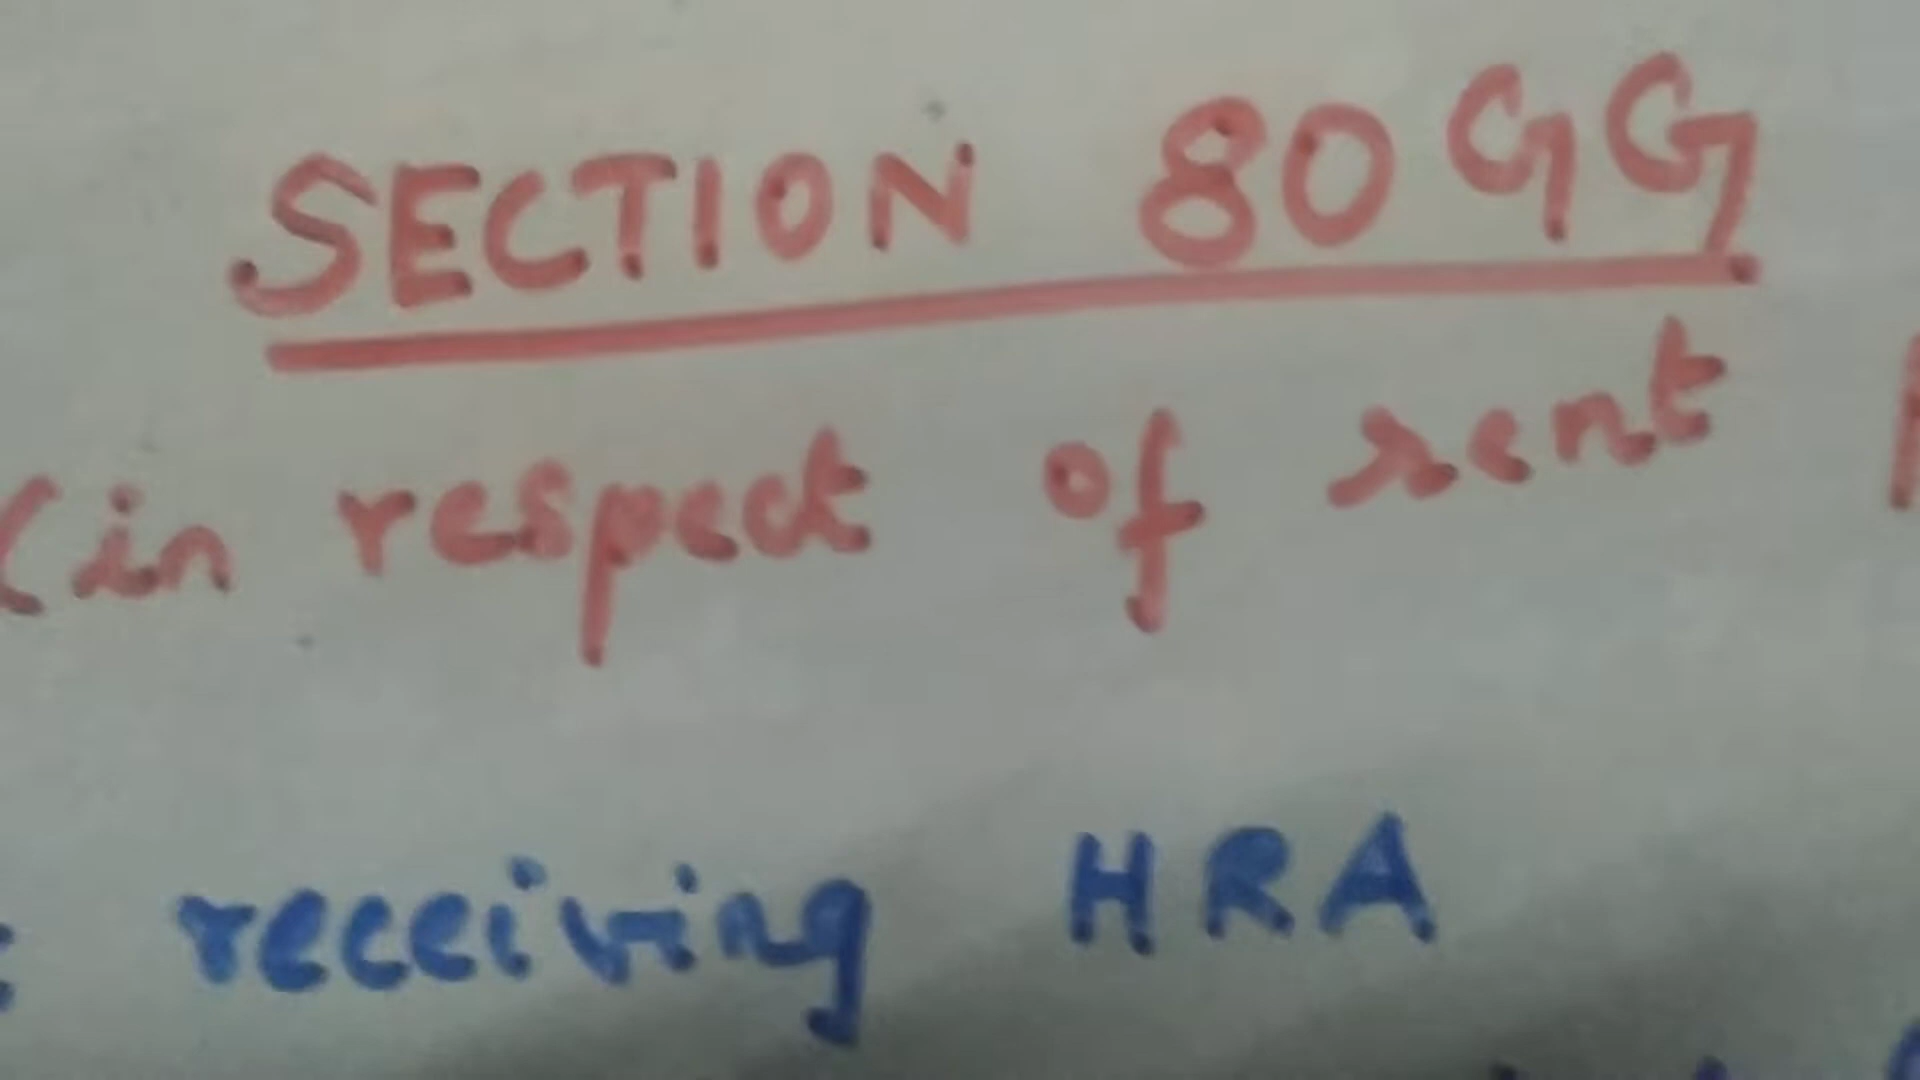 SECTION 80GG
(in respect of rent
receiving HRA